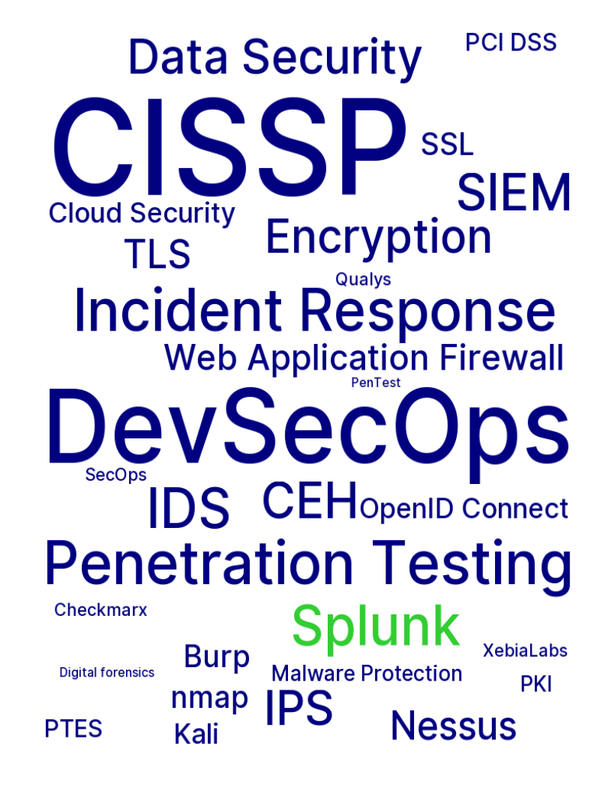 PCI DSS
Data Security
CISSP
SSL
SIEM
Cloud Security
Encryption
TLS
Qualys
Incident Response
Web Application Firewall
PenTest
DevSecOps
SecOps
IDS
CEH
OpenID Connect
Penetration Testing
Checkmarx
Splunk
XebiaLabs
Burp
Digital forensics
Malware Protection
PKI
nmap
IPS
Nessus
PTES
Kali